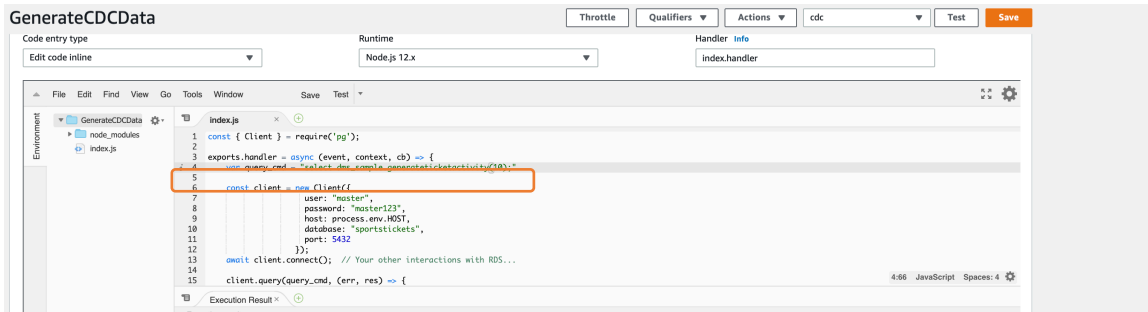 GenerateCDCData
Throttle Qualifiers Actions cdc Test Save
Code entry type Runtime Handler Info
Edit code inline Node.js 12.x index.handler
File Edit Find View Go Tools Window Save Test
Environment
GenerateCDCData
node_modules
index.js
index.js ×
1 const { Client } = require('pg');
2
3 exports.handler = async (event, context, cb) => {
4 var query_cmd = "select dms_sample.generateticketactivity(10);"
5
6 const client = new Client({
7 user: "master",
8 password: "master123",
9 host: process.env.HOST,
10 database: "sportstickets",
11 port: 5432
12 });
13 await client.connect(); // Your other interactions with RDS...
14
15 client.query(query_cmd, (err, res) => {
4:66 JavaScript Spaces: 4
Execution Result ×